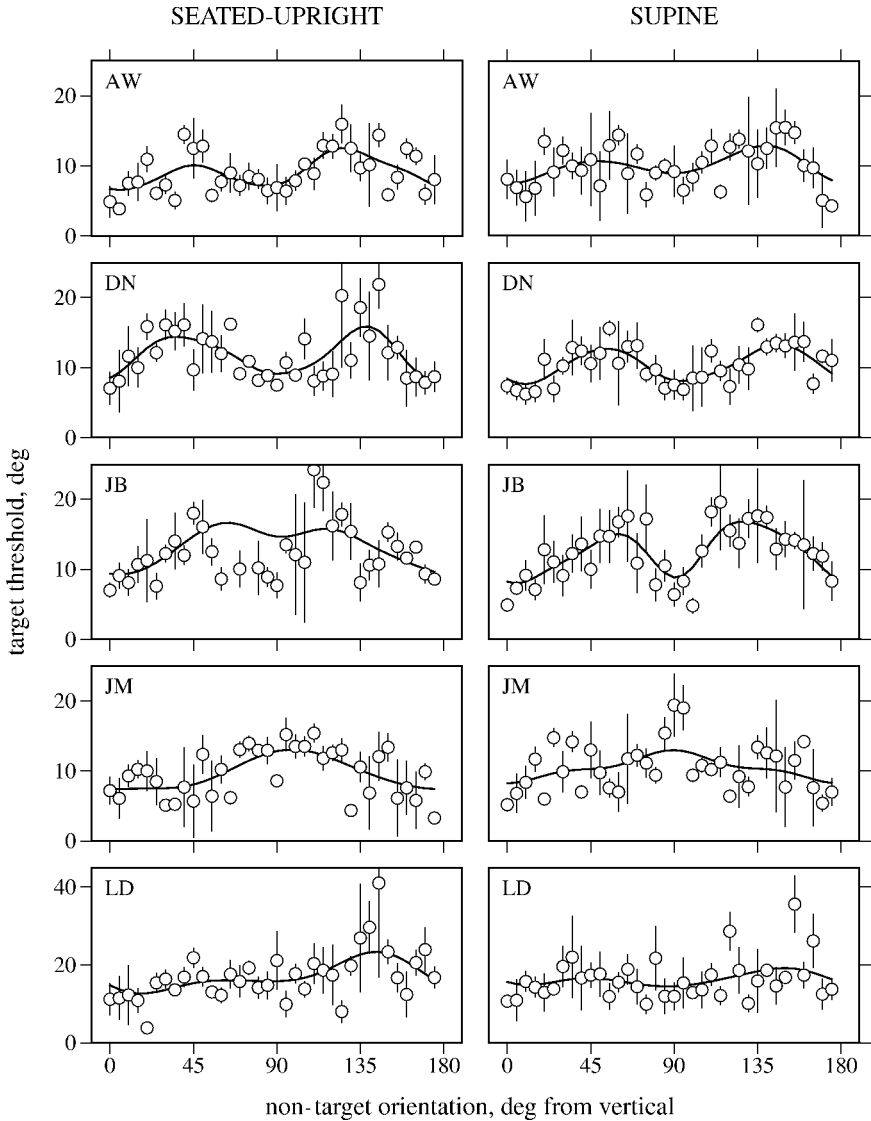 SEATED-UPRIGHT SUPINE
AW AW
20
10
0
DN DN
20
10
0
JB JB
20
10
0
JM JM
20
10
0
LD LD
40
20
0
0 45 90 135 180 0 45 90 135 180
target threshold, deg
non-target orientation, deg from vertical